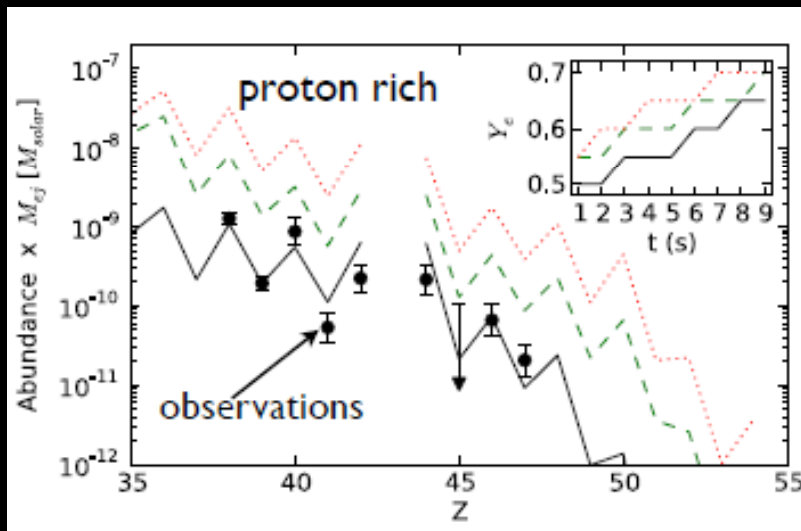 proton rich
observations
Abundance x M_ej [M_solar]
10^-7
10^-8
10^-9
10^-10
10^-11
10^-12
35 40 45 50 55
Z
Y_e
0.7
0.6
0.5
1 2 3 4 5 6 7 8 9
t (s)